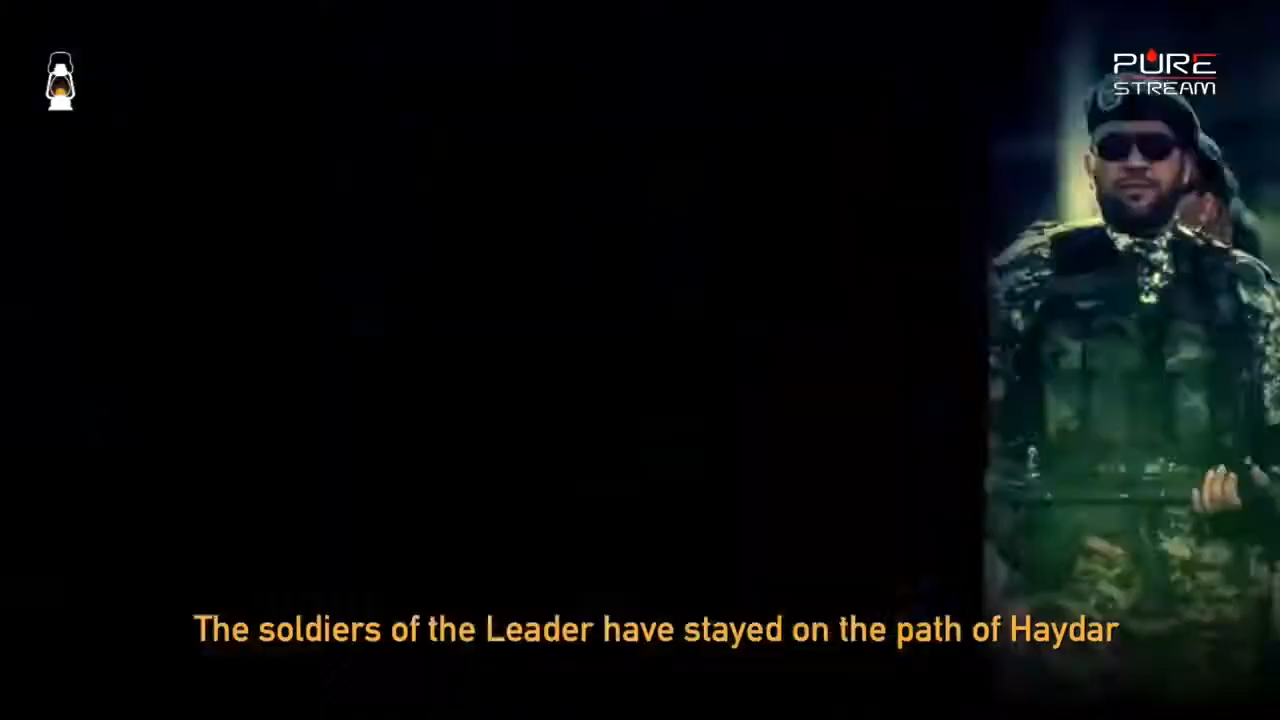 PURE
STREAM
The soldiers of the Leader have stayed on the path of Haydar